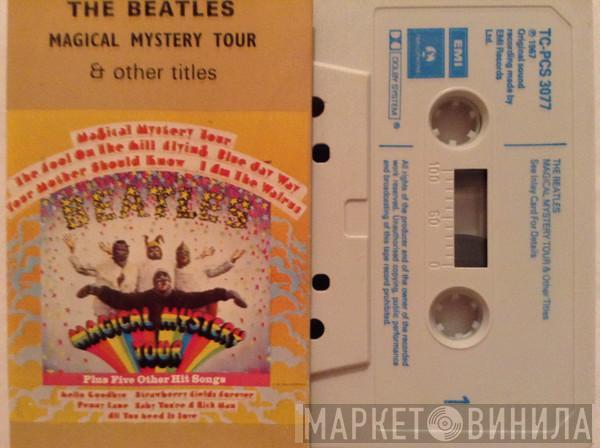 THE BEATLES
MAGICAL MYSTERY TOUR
& other titles
Magical Mystery Tour
The Fool On The Hill Flying Blue Jay Way
Your Mother Should Know I Am The Walrus
BEATLES
MAGICAL MYSTERY
TOUR
Plus Five Other Hit Songs
Hello Goodbye Strawberry Fields Forever
Penny Lane Baby You're A Rich Man
All You Need Is Love
TC-PCS 3077
℗ 1967
Original sound
recording made by
EMI Records
Ltd.
EMI
DOLBY SYSTEM
THE BEATLES
MAGICAL MYSTERY TOUR & Other Titles
See Inlay Card For Details
100 50 0
All rights of the producer and of the owner of the recorded
work reserved. Unauthorised copying, public performance
and broadcasting of this tape record prohibited.
1
МАРКЕТ ВИНИЛА